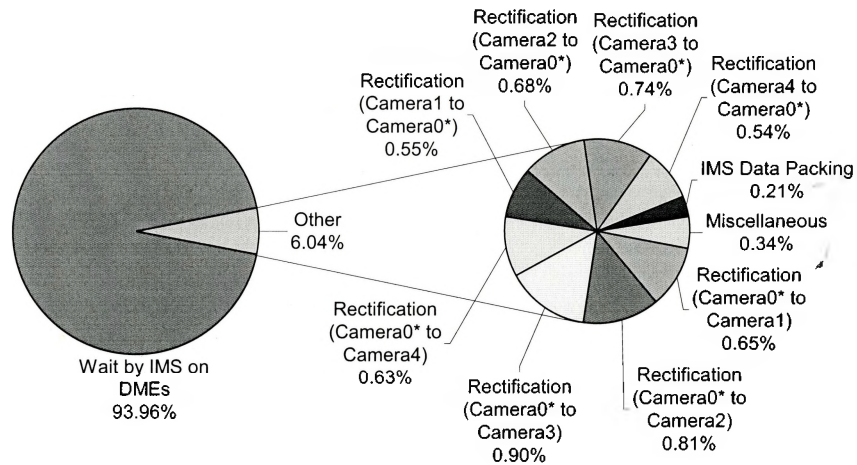 Rectification
(Camera2 to
Camera0*)
0.68%
Rectification
(Camera3 to
Camera0*)
0.74%
Rectification
(Camera4 to
Camera0*)
0.54%
Rectification
(Camera1 to
Camera0*)
0.55%
IMS Data Packing
0.21%
Miscellaneous
0.34%
Other
6.04%
Rectification
(Camera0* to
Camera1)
0.65%
Rectification
(Camera0* to
Camera4)
0.63%
Wait by IMS on
DMEs
93.96%
Rectification
(Camera0* to
Camera3)
0.90%
Rectification
(Camera0* to
Camera2)
0.81%